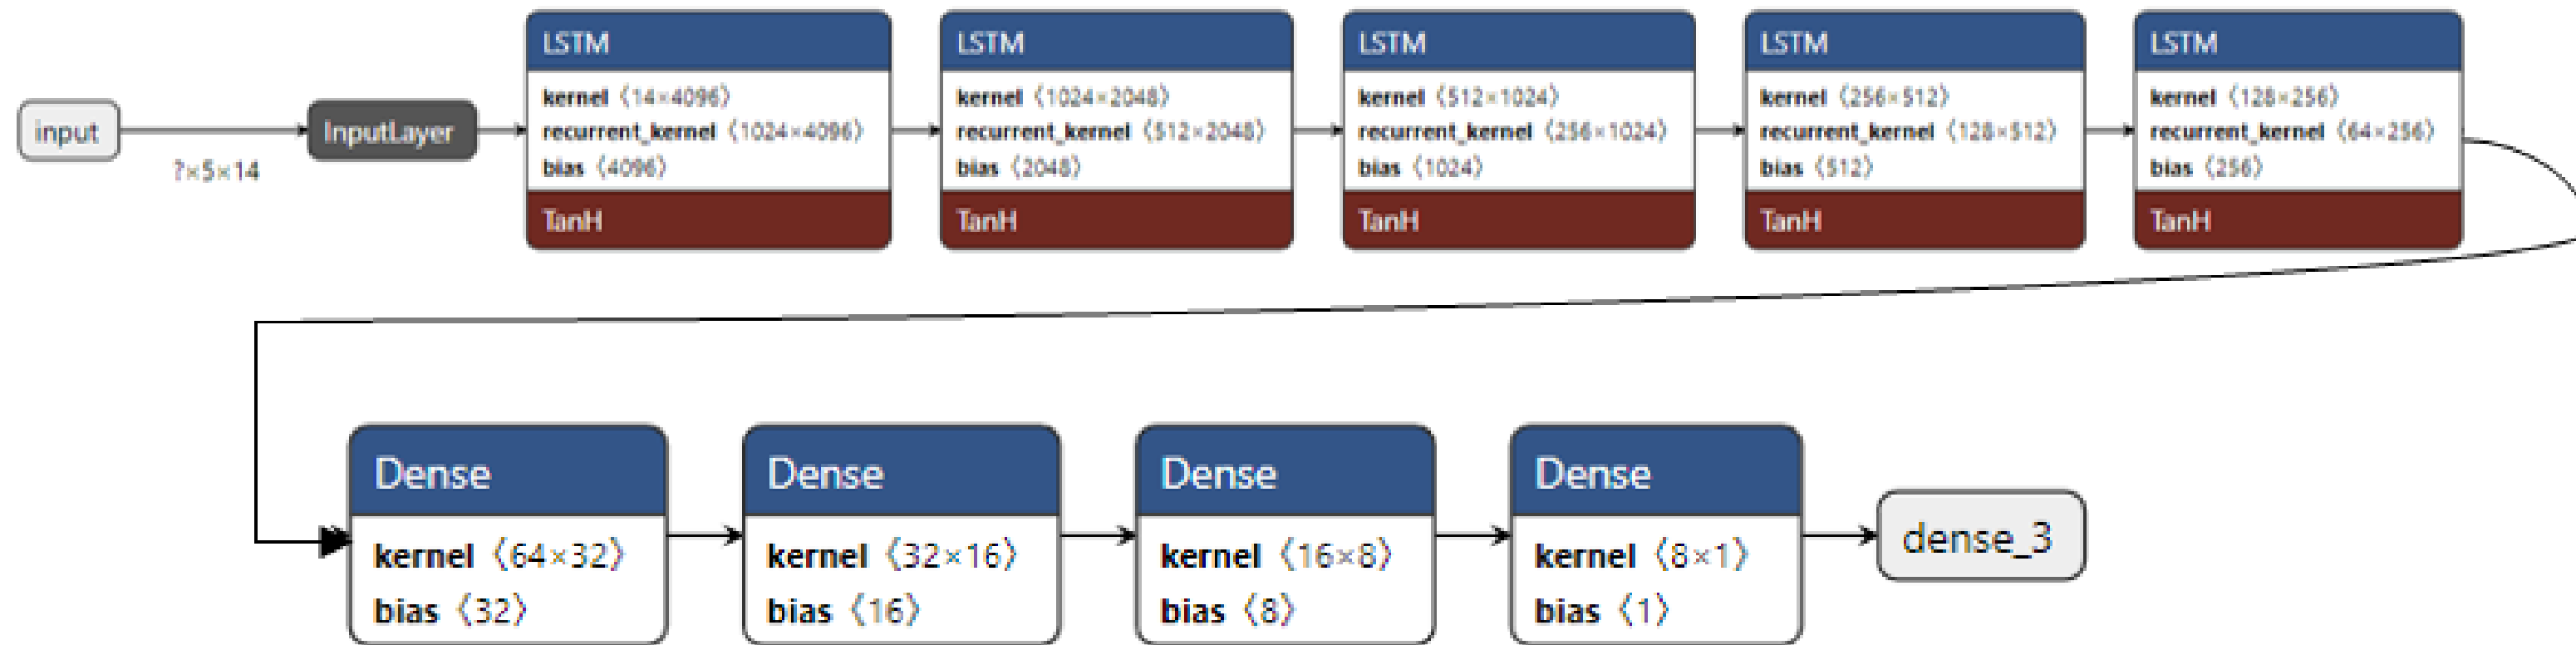 input
?×5×14
InputLayer
LSTM
kernel ⟨14×4096⟩
recurrent_kernel ⟨1024×4096⟩
bias ⟨4096⟩
TanH
LSTM
kernel ⟨1024×2048⟩
recurrent_kernel ⟨512×2048⟩
bias ⟨2048⟩
TanH
LSTM
kernel ⟨512×1024⟩
recurrent_kernel ⟨256×1024⟩
bias ⟨1024⟩
TanH
LSTM
kernel ⟨256×512⟩
recurrent_kernel ⟨128×512⟩
bias ⟨512⟩
TanH
LSTM
kernel ⟨128×256⟩
recurrent_kernel ⟨64×256⟩
bias ⟨256⟩
TanH
Dense
kernel ⟨64×32⟩
bias ⟨32⟩
Dense
kernel ⟨32×16⟩
bias ⟨16⟩
Dense
kernel ⟨16×8⟩
bias ⟨8⟩
Dense
kernel ⟨8×1⟩
bias ⟨1⟩
dense_3